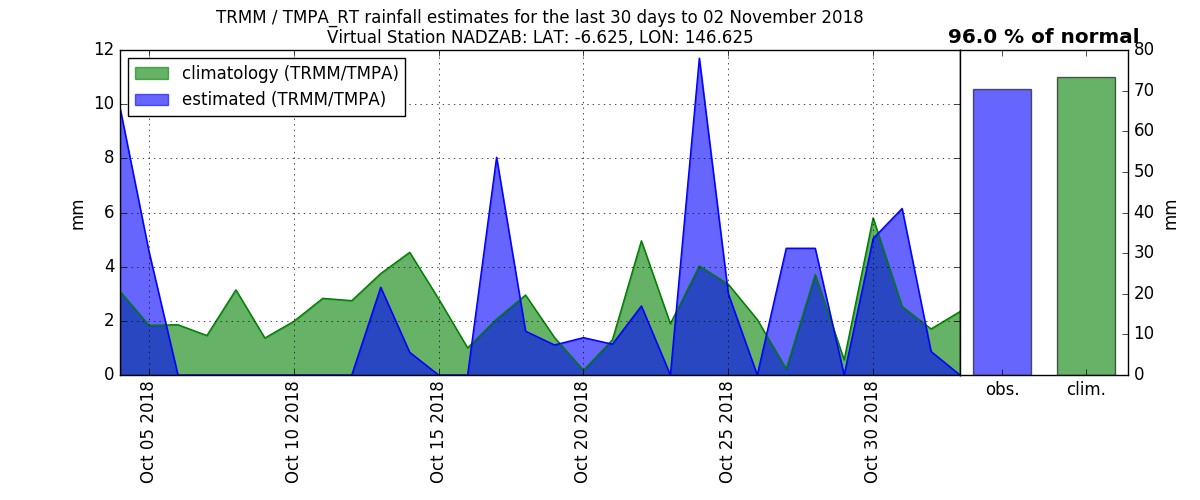 TRMM / TMPA_RT rainfall estimates for the last 30 days to 02 November 2018
Virtual Station NADZAB: LAT: -6.625, LON: 146.625
96.0 % of normal
climatology (TRMM/TMPA)
estimated (TRMM/TMPA)
12
10
8
6
4
2
0
mm
Oct 05 2018
Oct 10 2018
Oct 15 2018
Oct 20 2018
Oct 25 2018
Oct 30 2018
obs.
clim.
80
70
60
50
40
30
20
10
0
mm